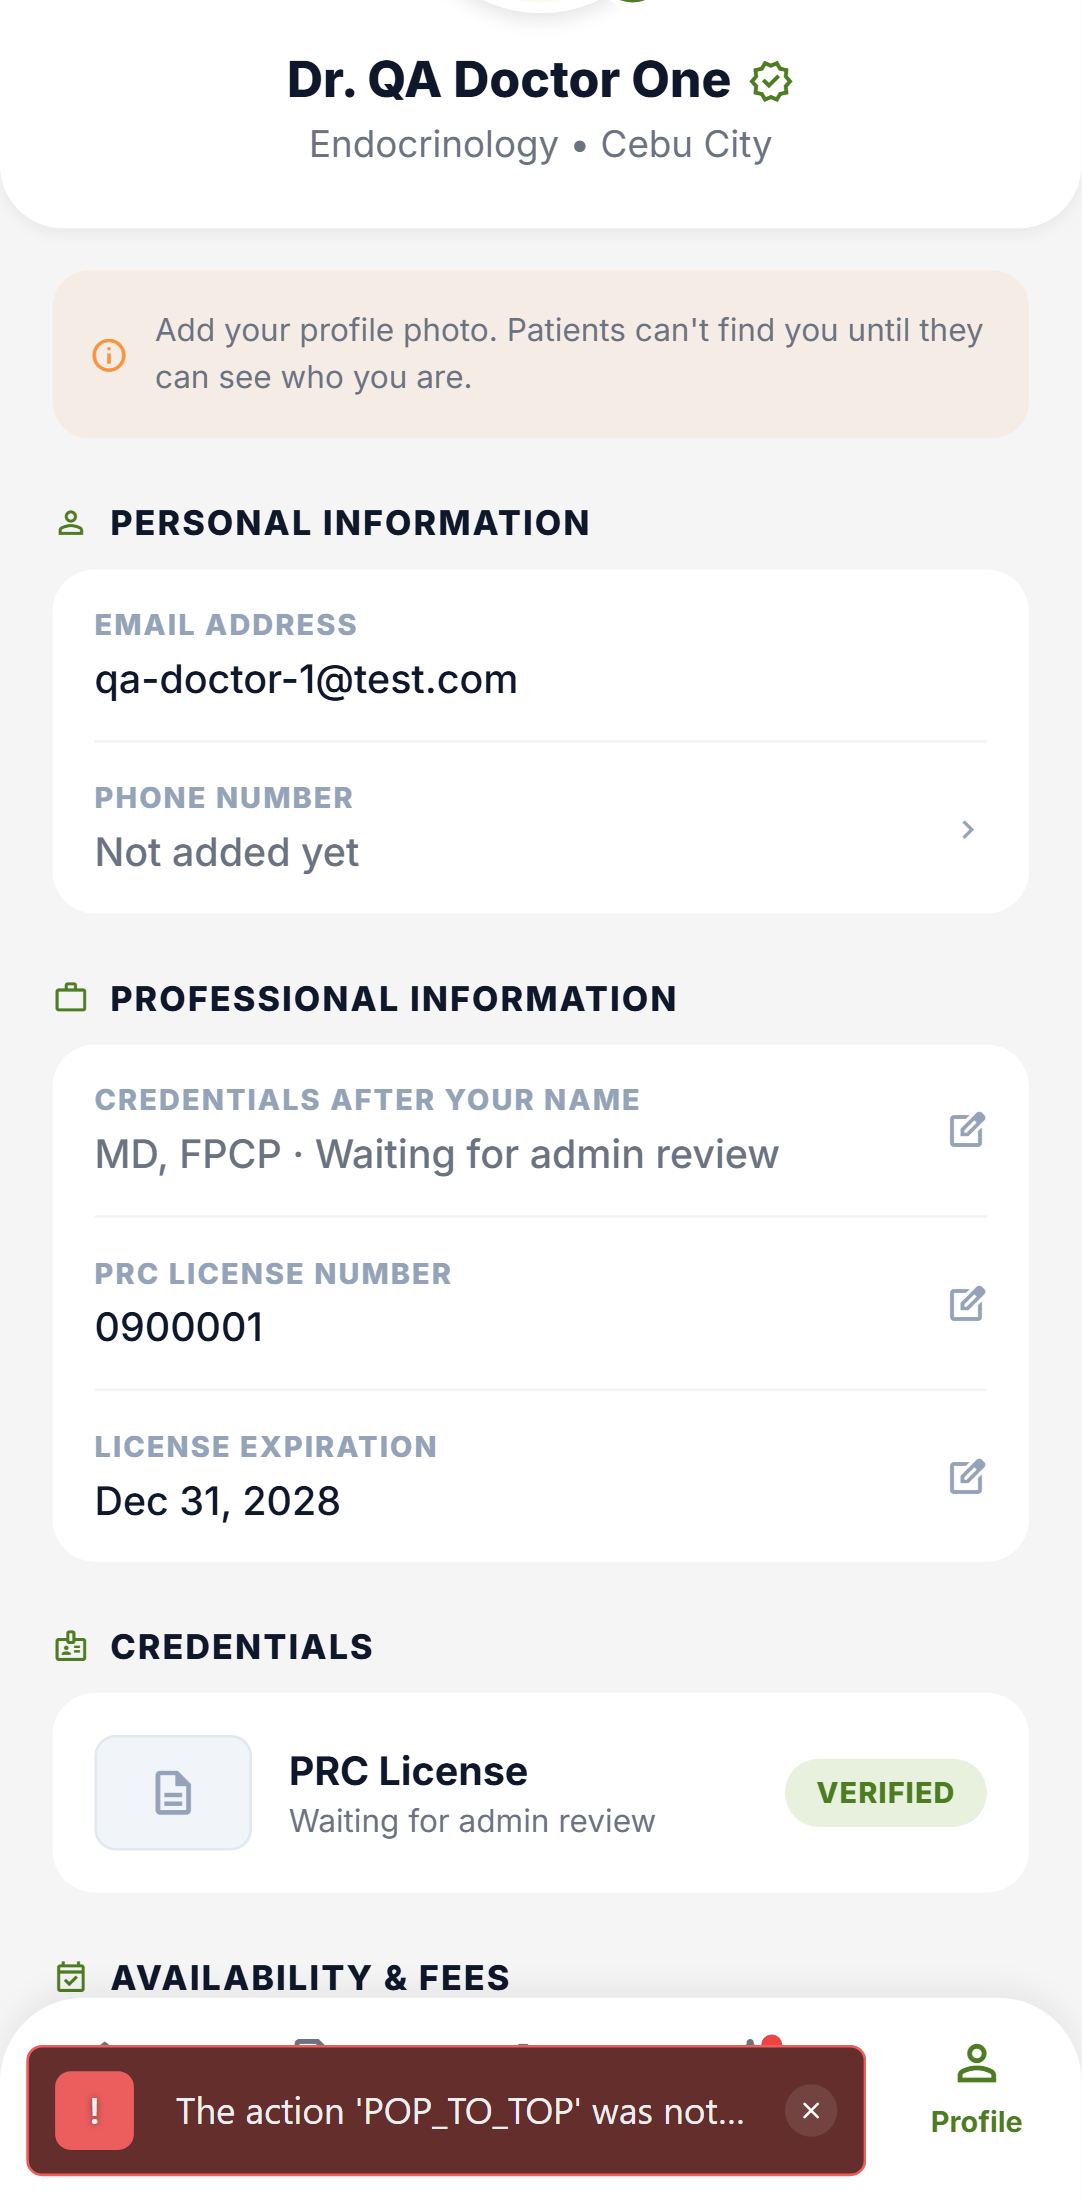 Dr. QA Doctor One
Endocrinology • Cebu City
Add your profile photo. Patients can't find you until they
can see who you are.
PERSONAL INFORMATION
EMAIL ADDRESS
qa-doctor-1@test.com
PHONE NUMBER
Not added yet
PROFESSIONAL INFORMATION
CREDENTIALS AFTER YOUR NAME
MD, FPCP · Waiting for admin review
PRC LICENSE NUMBER
0900001
LICENSE EXPIRATION
Dec 31, 2028
CREDENTIALS
PRC License
Waiting for admin review
VERIFIED
AVAILABILITY & FEES
! The action 'POP_TO_TOP' was not...
Profile